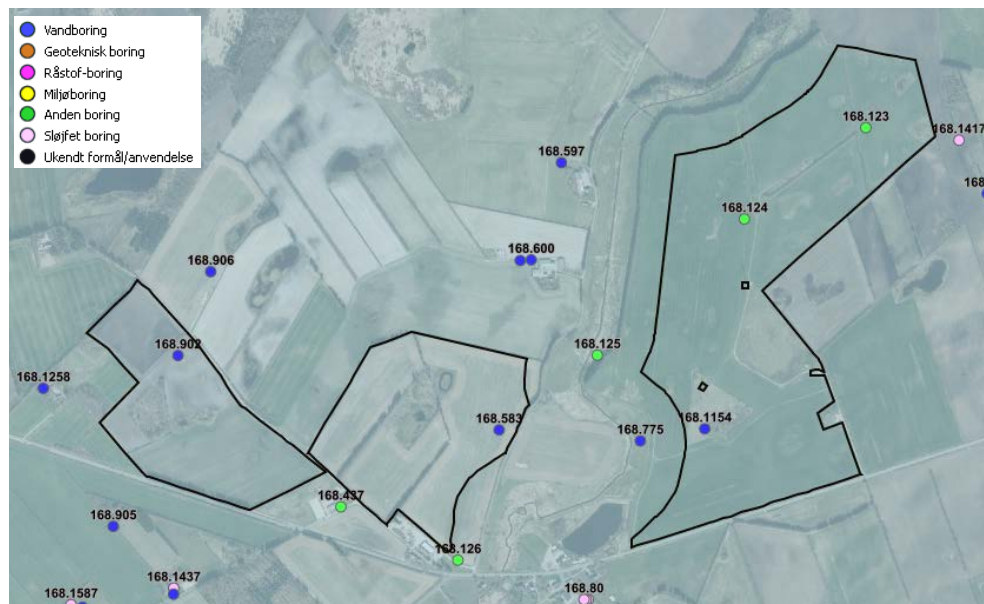 Vandboring
Geoteknisk boring
Råstof-boring
Miljøboring
Anden boring
Sløjfet boring
Ukendt formål/anvendelse
168.123
168.1417
168.597
168.
168.124
168.906
168.600
168.902
168.125
168.1258
168.583
168.1154
168.775
168.437
168.905
168.126
168.1437
168.80
168.1587